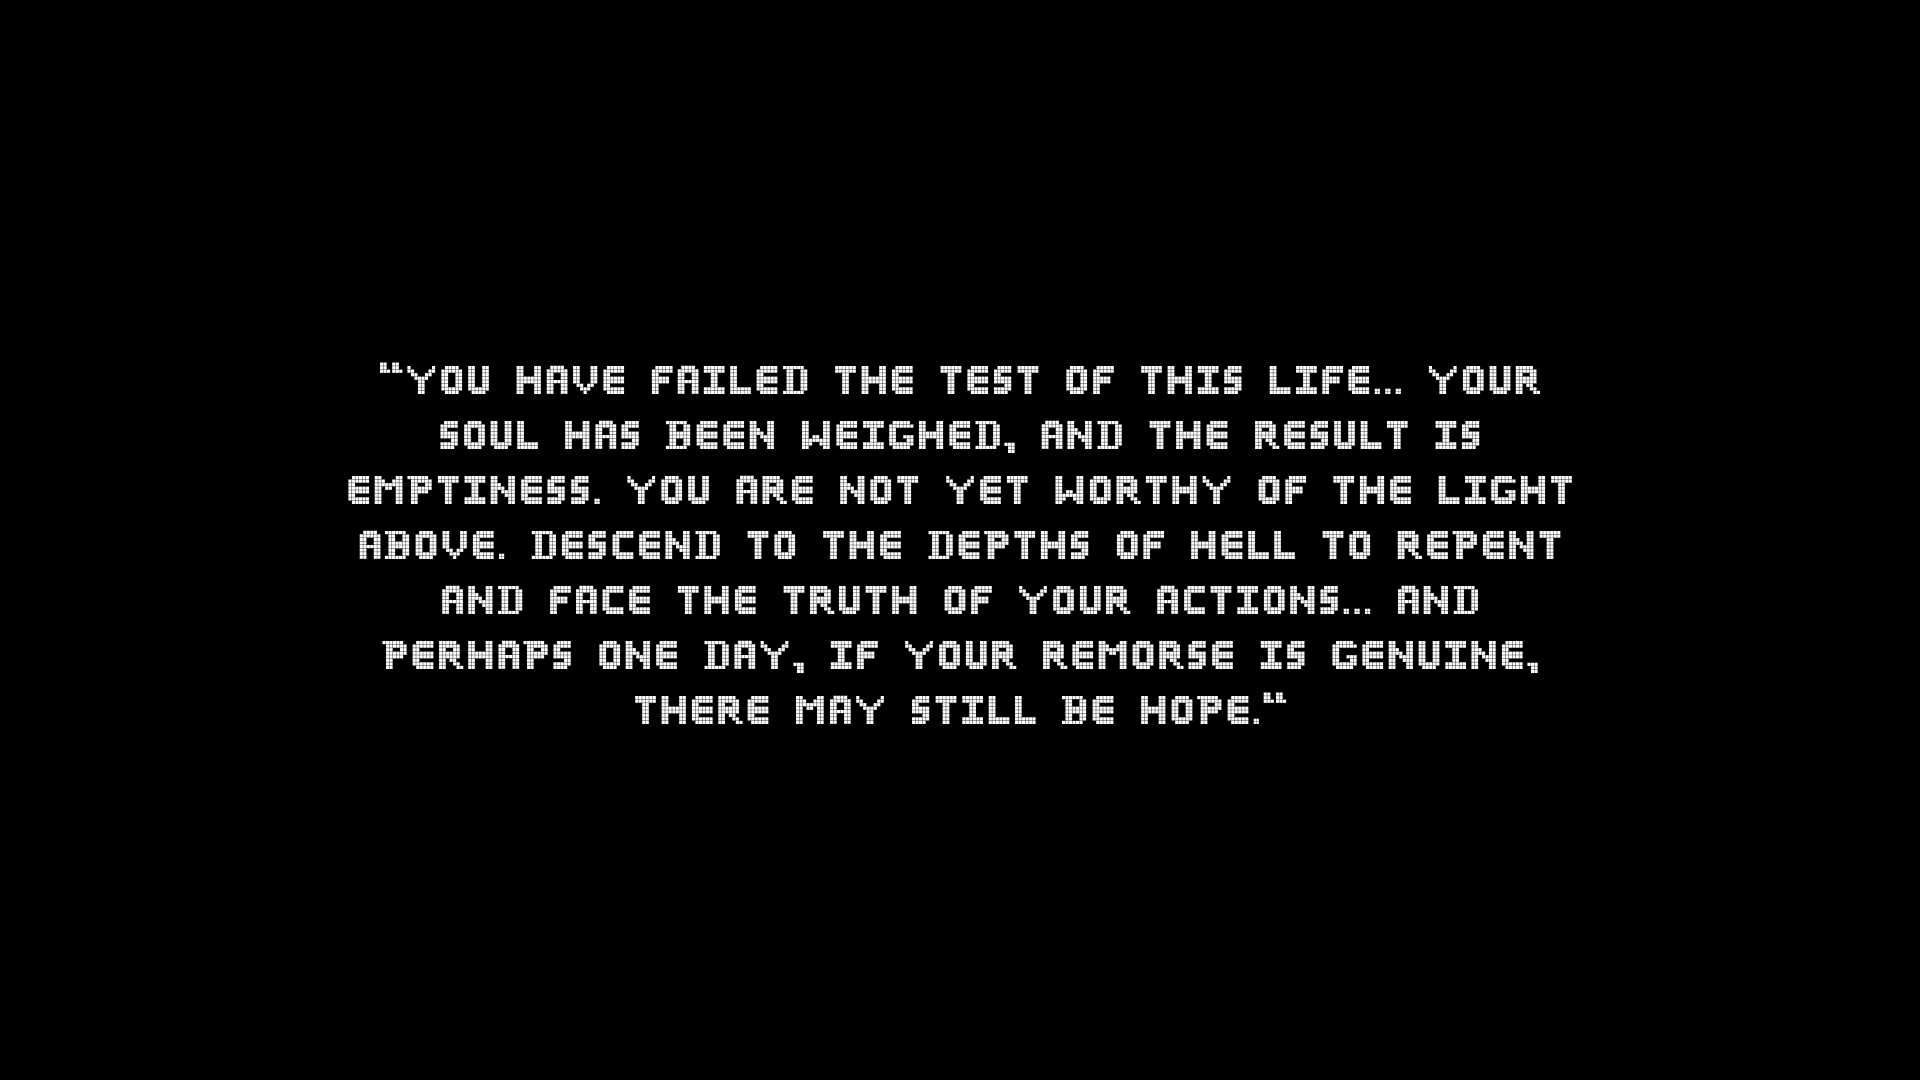 “YOU HAVE FAILED THE TEST OF THIS LIFE... YOUR
SOUL HAS BEEN WEIGHED, AND THE RESULT IS
EMPTINESS. YOU ARE NOT YET WORTHY OF THE LIGHT
ABOVE. DESCEND TO THE DEPTHS OF HELL TO REPENT
AND FACE THE TRUTH OF YOUR ACTIONS... AND
PERHAPS ONE DAY, IF YOUR REMORSE IS GENUINE,
THERE MAY STILL BE HOPE.“